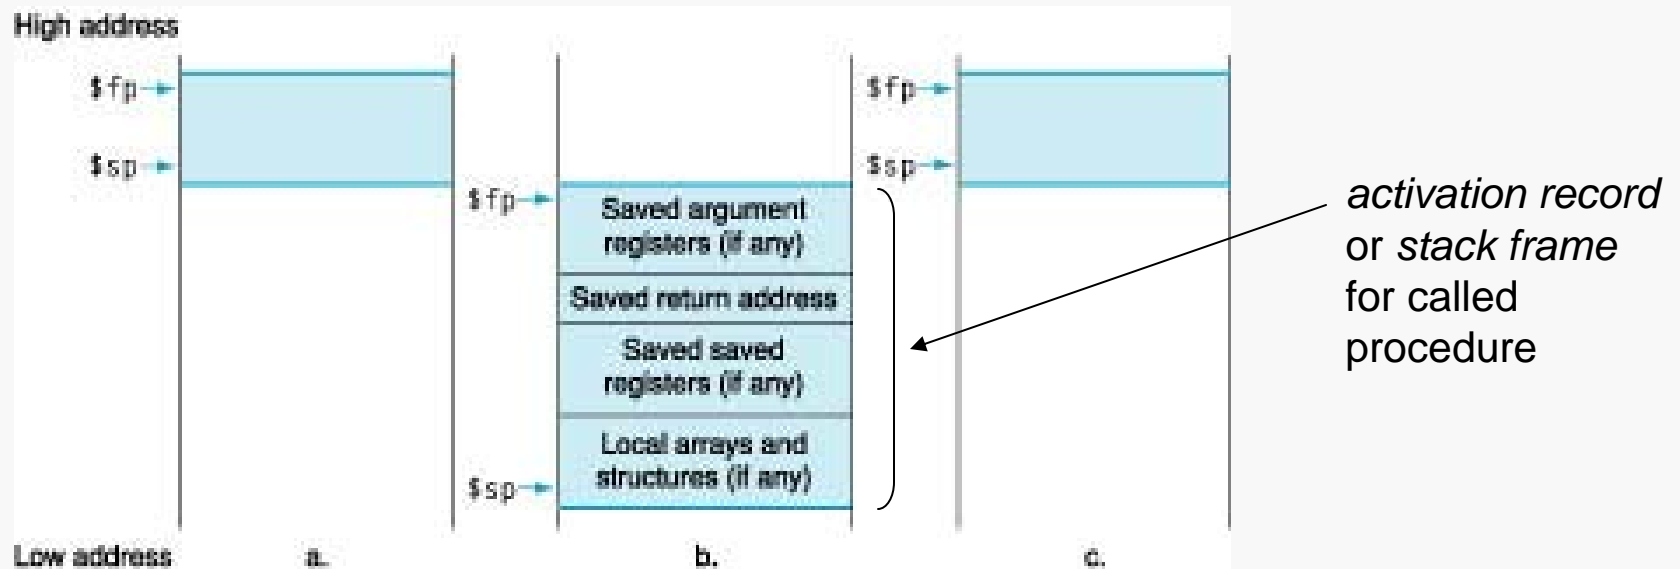 High address
$fp
$sp
$fp
Saved argument
registers (if any)
Saved return address
Saved saved
registers (if any)
Local arrays and
structures (if any)
$sp
$fp
$sp
activation record
or stack frame
for called
procedure
Low address
a.
b.
c.